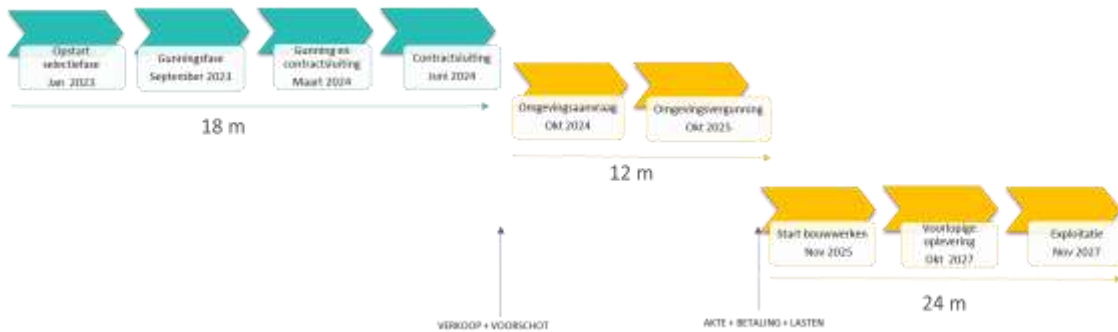 Opstart
selectiefase
Jan 2023
Gunningsfase
September 2023
Gunning en
contractsluiting
Maart 2024
Contractsluiting
Juni 2024
18 m
Omgevingsaanvraag
Okt 2024
Omgevingsvergunning
Okt 2025
12 m
Start bouwwerken
Nov 2025
Voorlopige
oplevering
Okt 2027
Exploitatie
Nov 2027
24 m
VERKOOP + VOORSCHOT
AKTE + BETALING + LASTEN